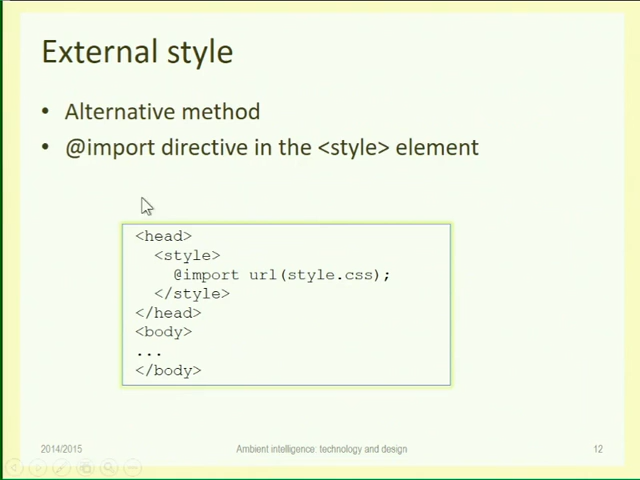 External style
• Alternative method
• @import directive in the <style> element
<head>
<style>
@import url(style.css);
</style>
</head>
<body>
...
</body>
2014/2015
Ambient intelligence: technology and design
12